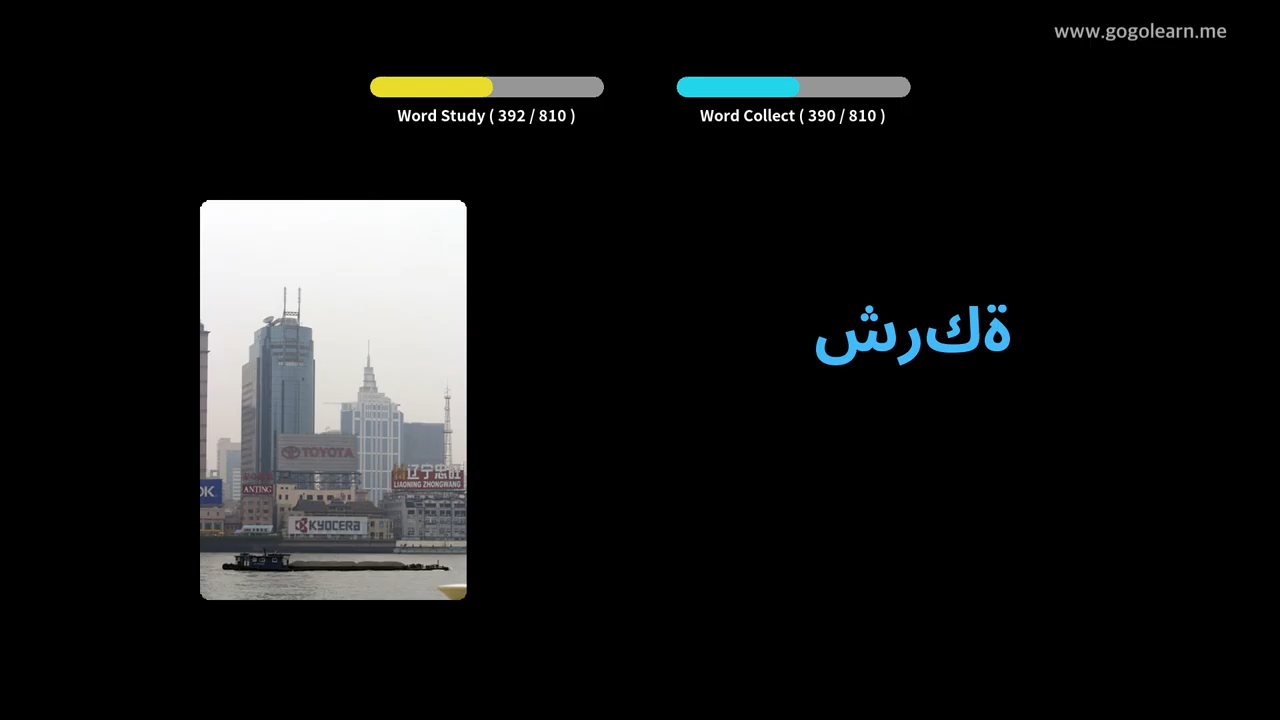 www.gogolearn.me
Word Study ( 392 / 810 )
Word Collect ( 390 / 810 )
شركة
TOYOTA
辽宁忠旺
LIAONING ZHONGWANG
OK
ANTING
KYOCERA